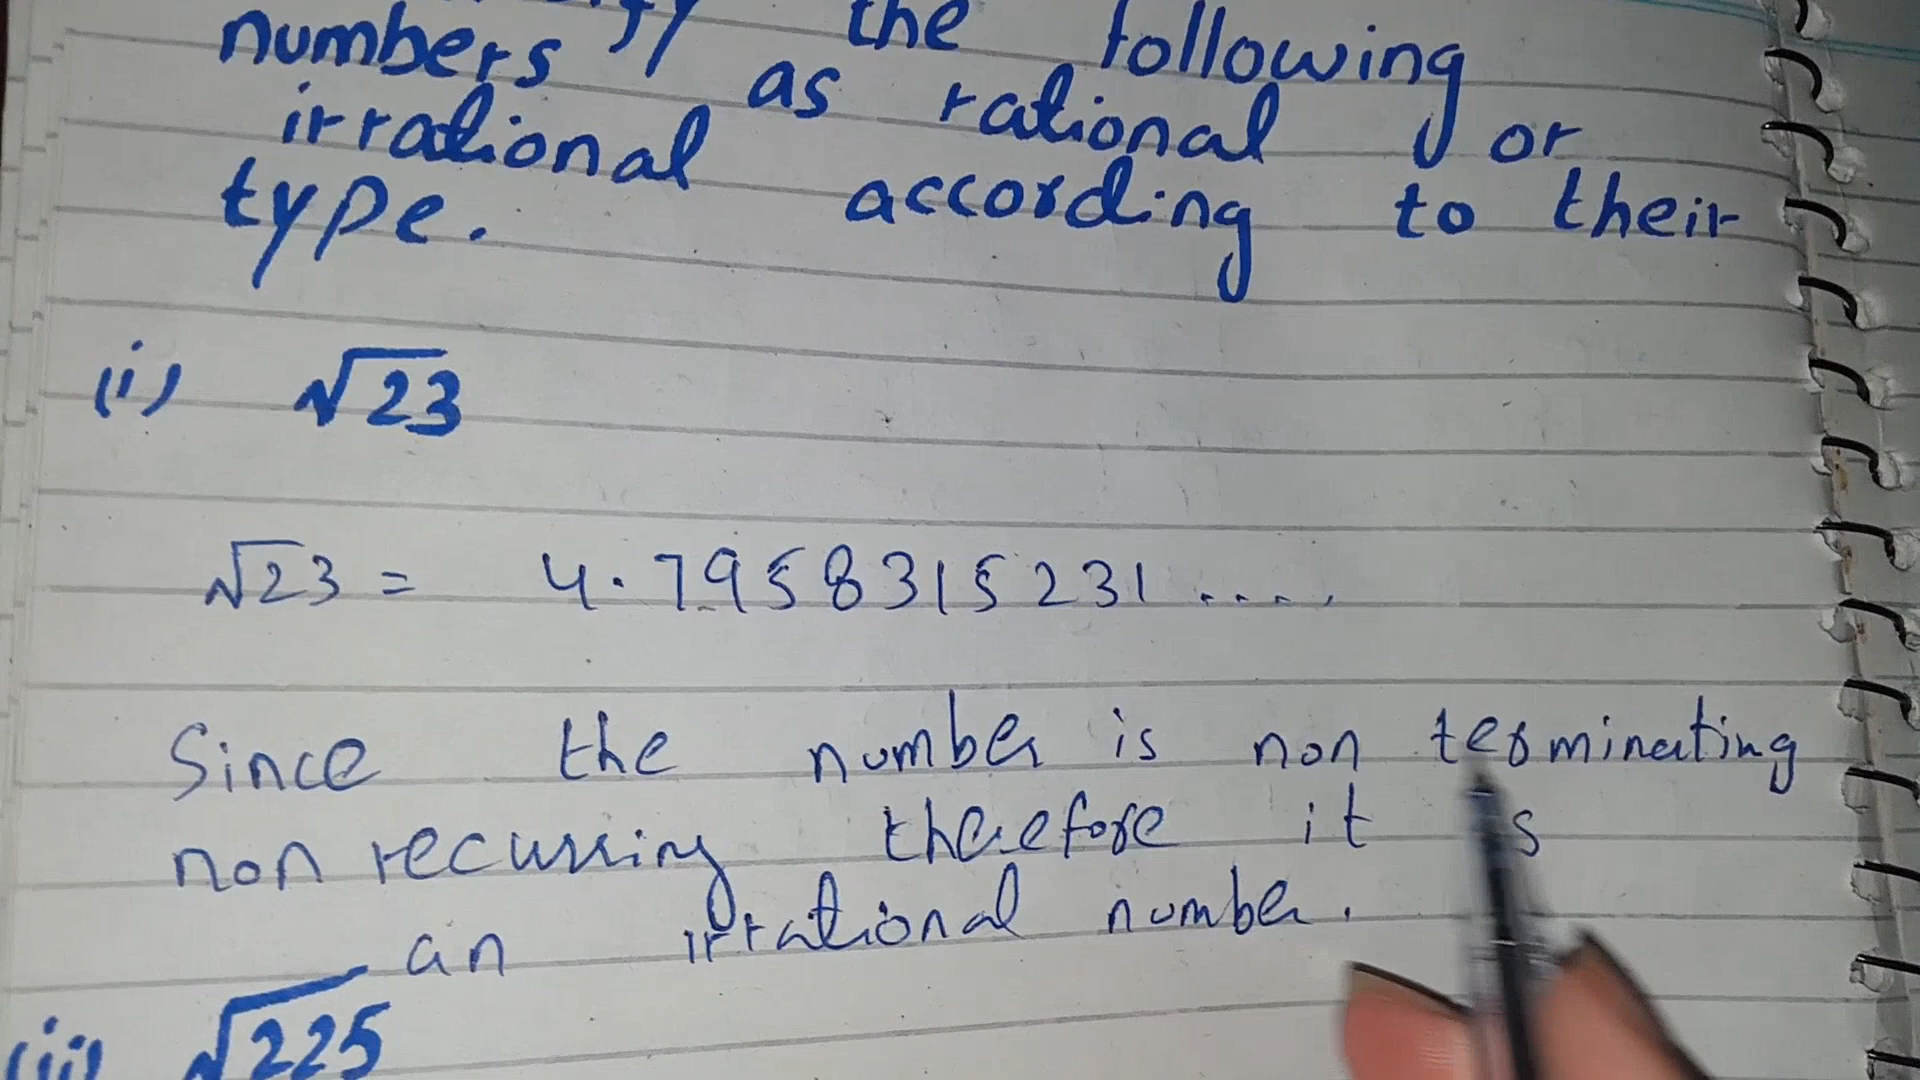 the following
numbers as rational or
irrational according to their
type.
(i) √23
√23 = 4.7958315231....
Since the number is non terminating
non recurring therefore it is
an irrational number.
(ii) √225